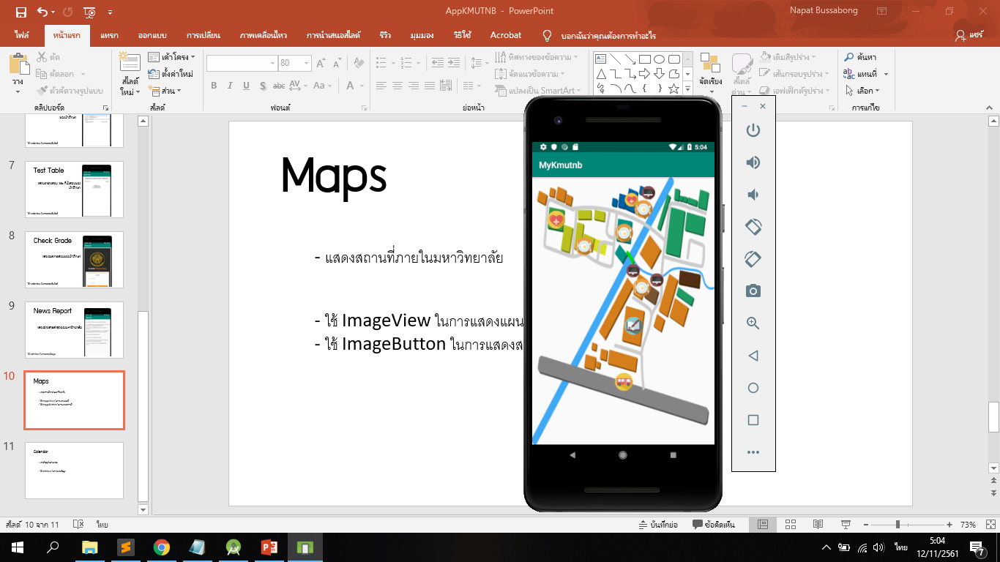 AppKMUTNB - PowerPoint
Napat Bussabong
ไฟล์
หน้าแรก
แทรก
ออกแบบ
การเปลี่ยน
ภาพเคลื่อนไหว
การนำเสนอสไลด์
รีวิว
มุมมอง
วิธีใช้
Acrobat
บอกฉันว่าคุณต้องการทำอะไร
แชร์
วาง
ตัด
คัดลอก
ตัวคัดวางรูปแบบ
คลิปบอร์ด
สไลด์ใหม่
เค้าโครง
ตั้งค่าใหม่
ส่วน
สไลด์
80
B I U S abc AV Aa A
ฟอนต์
ทิศทางของข้อความ
จัดแนวข้อความ
แปลงเป็น SmartArt
ย่อหน้า
จัดเรียง
สไตล์ด่วน
เติมสีรูปร่าง
เส้นกรอบรูปร่าง
เอฟเฟ็กต์รูปร่าง
ค้นหา
แทนที่
เลือก
การแก้ไข
7
Test Table
8
Check Grade
9
News Report
10
Maps
11
Calendar
Maps
- แสดงสถานที่ภายในมหาวิทยาลัย
- ใช้ ImageView ในการแสดงแผน
- ใช้ ImageButton ในการแสดงส
5:04
MyKmutnb
สไลด์ 10 จาก 11
ไทย
บันทึกย่อ
ข้อคิดเห็น
73%
ไทย
5:04
12/11/2561
7